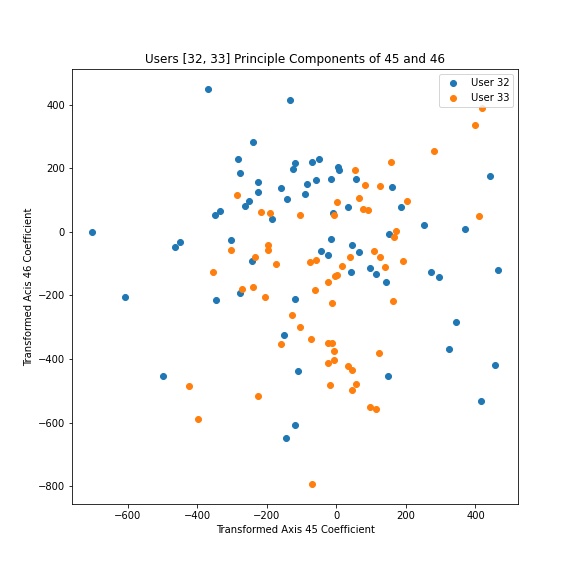 Users [32, 33] Principle Components of 45 and 46
User 32
User 33
Transformed Acis 46 Coefficient
400
200
0
−200
−400
−600
−800
−600
−400
−200
0
200
400
Transformed Axis 45 Coefficient